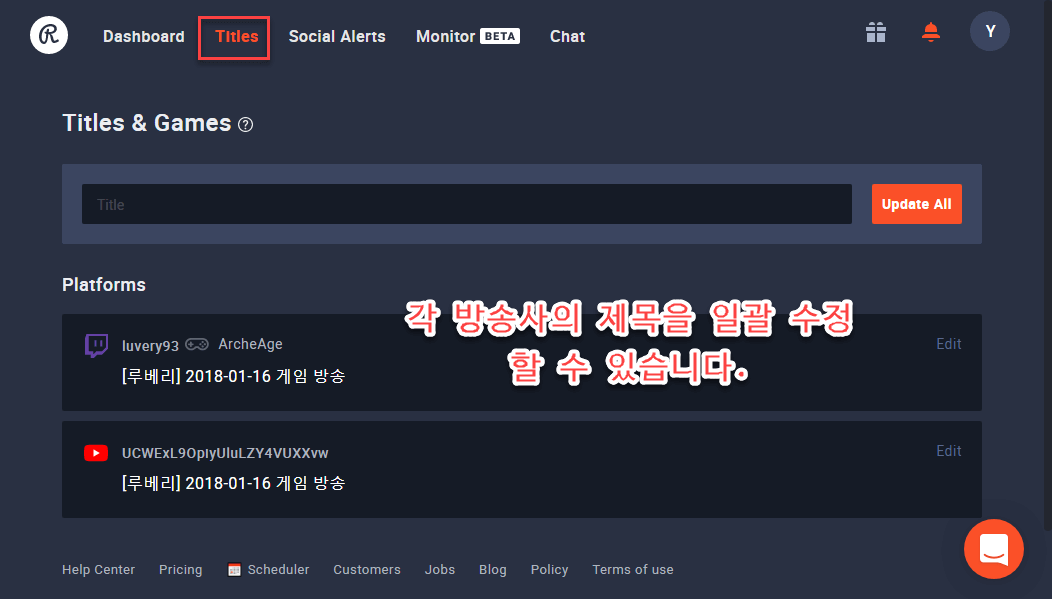 Dashboard Titles Social Alerts Monitor BETA Chat Y
Titles & Games ?
Title
Update All
Platforms
각 방송사의 제목을 일괄 수정
할 수 있습니다.
luvery93 ArcheAge Edit
[루베리] 2018-01-16 게임 방송
UCWExL9OpiyUluLZY4VUXXvw Edit
[루베리] 2018-01-16 게임 방송
Help Center Pricing Scheduler Customers Jobs Blog Policy Terms of use